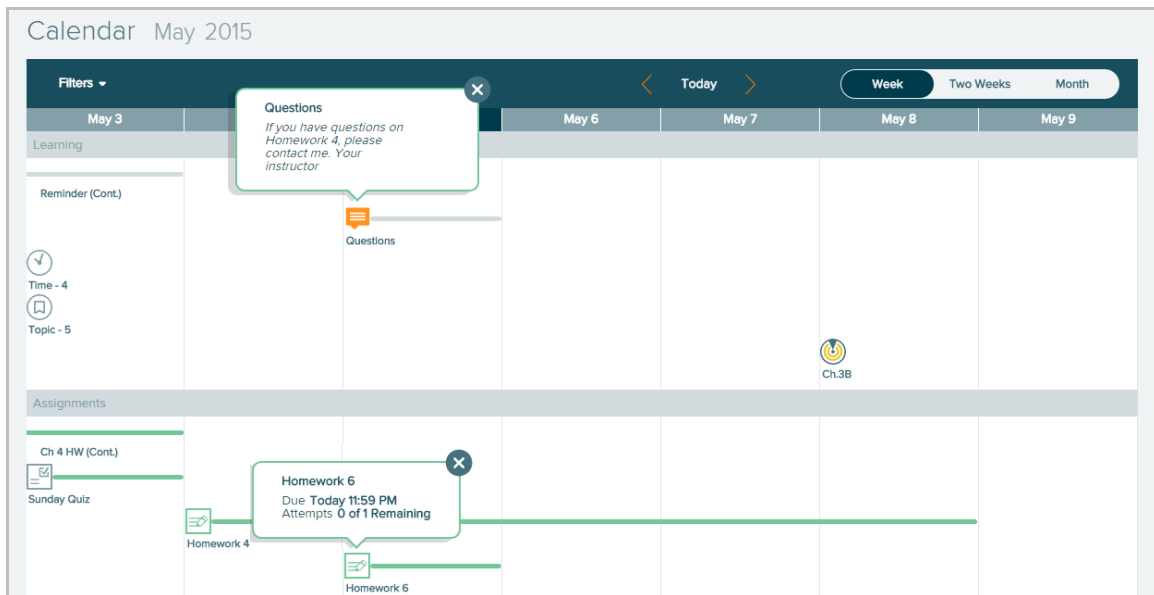 Calendar May 2015
Filters
Today
Week
Two Weeks
Month
May 3
May 6
May 7
May 8
May 9
Questions
If you have questions on
Homework 4, please
contact me. Your
instructor
Learning
Reminder (Cont.)
Questions
Time - 4
Topic - 5
Ch.3B
Assignments
Ch 4 HW (Cont.)
Sunday Quiz
Homework 6
Due Today 11:59 PM
Attempts 0 of 1 Remaining
Homework 4
Homework 6